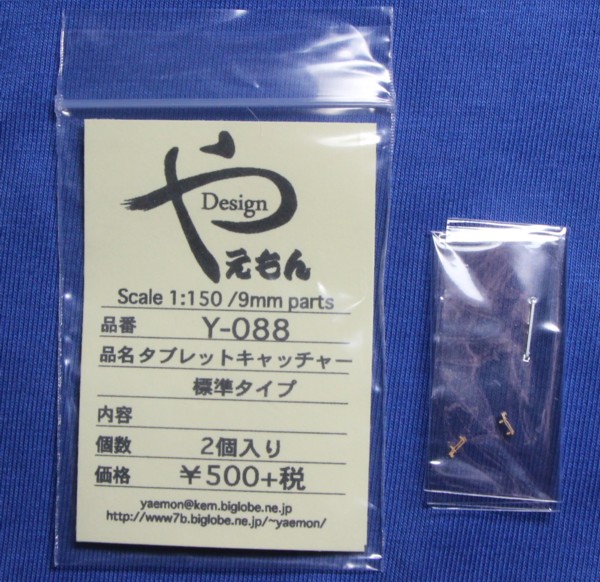 や
Design
えもん
Scale 1:150 /9mm parts
品番 Y-088
品名 タブレットキャッチャー
標準タイプ
内容
個数 2個入り
価格 ¥500+税
yaemon@kem.biglobe.ne.jp
http://www7b.biglobe.ne.jp/~yaemon/